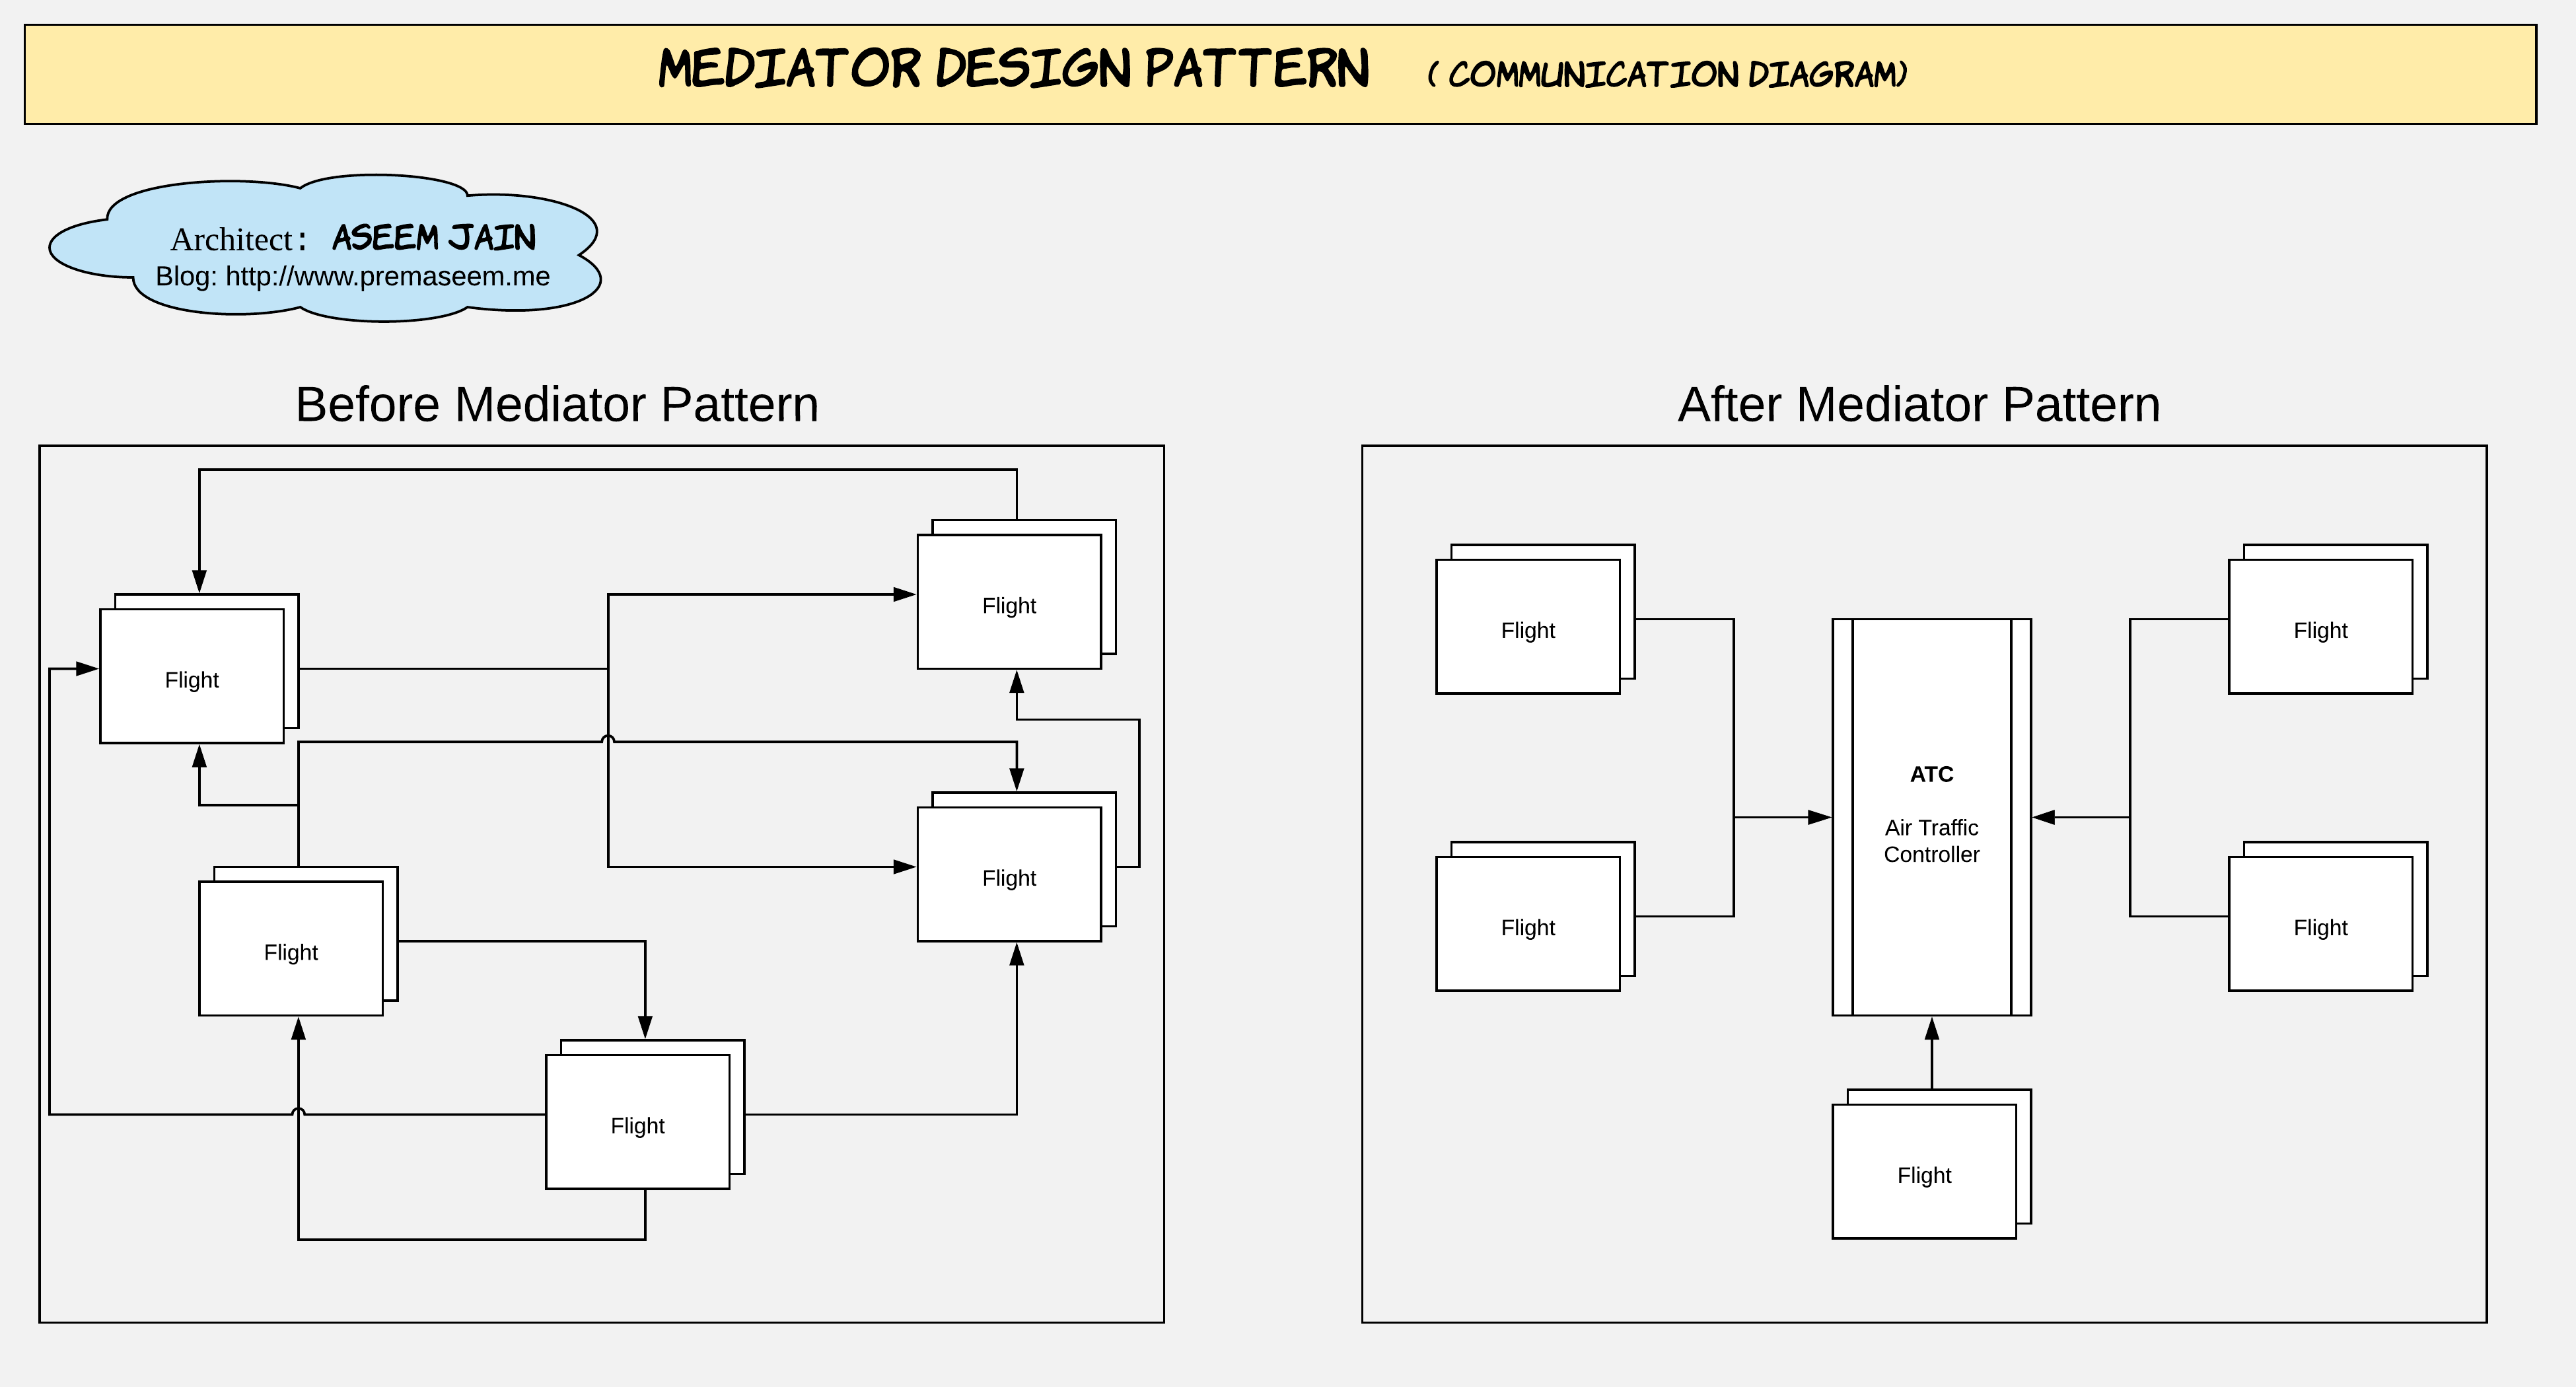 MEDIATOR DESIGN PATTERN ( COMMUNICATION DIAGRAM)
Architect: ASEEM JAIN
Blog: http://www.premaseem.me
Before Mediator Pattern
Flight
Flight
Flight
Flight
Flight
After Mediator Pattern
Flight
Flight
ATC
Air Traffic
Controller
Flight
Flight
Flight